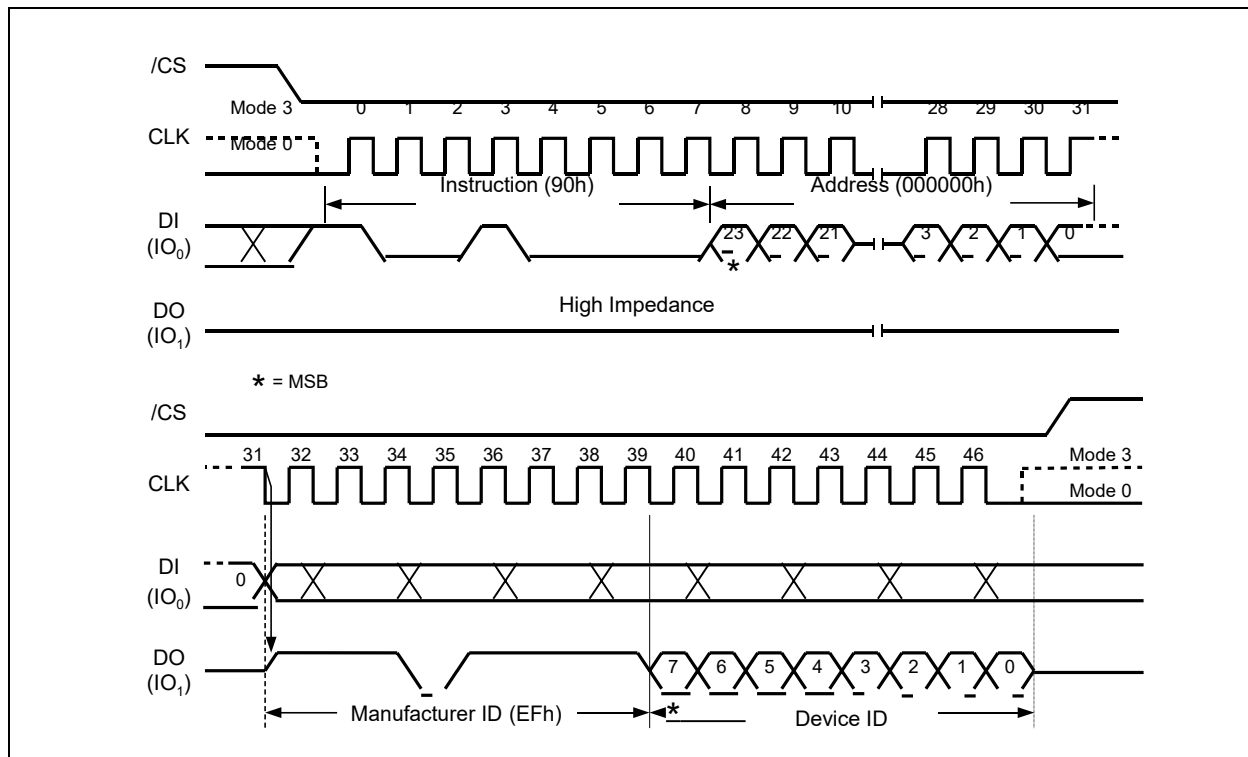 /CS
Mode 3 0 1 2 3 4 5 6 7 8 9 10 28 29 30 31
CLK Mode 0
Instruction (90h) Address (000000h)
DI
(IO0) 23 22 21 3 2 1 0
*
DO High Impedance
(IO1)
* = MSB
/CS
31 32 33 34 35 36 37 38 39 40 41 42 43 44 45 46 Mode 3
CLK Mode 0
DI
(IO0) 0
DO
(IO1) 7 6 5 4 3 2 1 0
Manufacturer ID (EFh) * Device ID